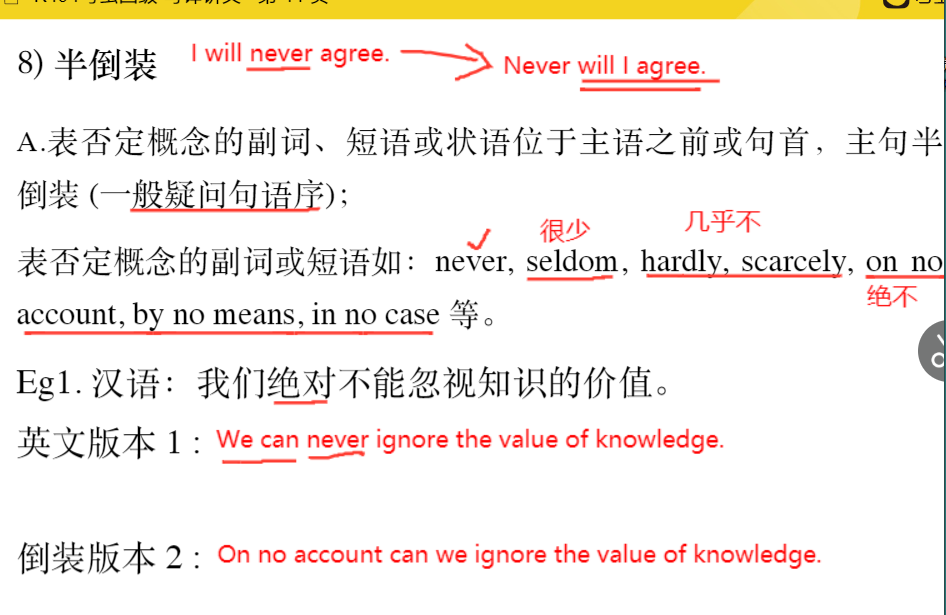 8) 半倒装 I will never agree. Never will I agree.
A.表否定概念的副词、短语或状语位于主语之前或句首，主句半
倒装 (一般疑问句语序);
很少 几乎不
表否定概念的副词或短语如：never, seldom, hardly, scarcely, on no
绝不
account, by no means, in no case 等。
Eg1. 汉语：我们绝对不能忽视知识的价值。
英文版本 1：We can never ignore the value of knowledge.
倒装版本 2：On no account can we ignore the value of knowledge.